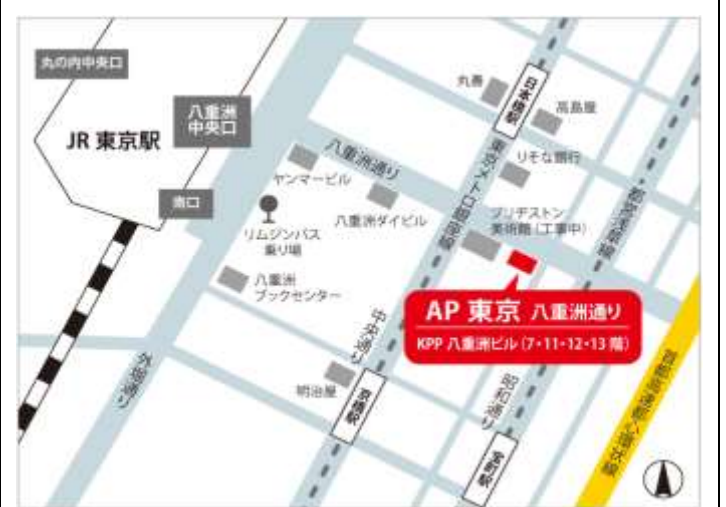 丸の内中央口
JR 東京駅
八重洲
中央口
南口
ヤンマービル
八重洲通り
リムジンバス
乗り場
八重洲ダイビル
八重洲
ブックセンター
丸善
日本橋駅
高島屋
りそな銀行
東京メトロ銀座線
都営浅草線
ブリヂストン
美術館(工事中)
AP 東京 八重洲通り
KPP 八重洲ビル(7・11・12・13 階)
外堀通り
中央通り
明治屋
京橋駅
昭和通り
宝町駅
首都高速都心環状線